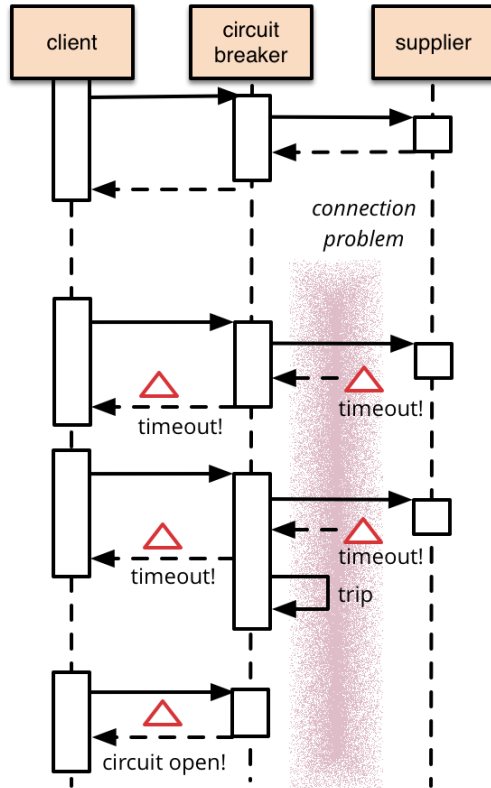 client
circuit
breaker
supplier
connection
problem
timeout!
timeout!
timeout!
timeout!
trip
circuit open!